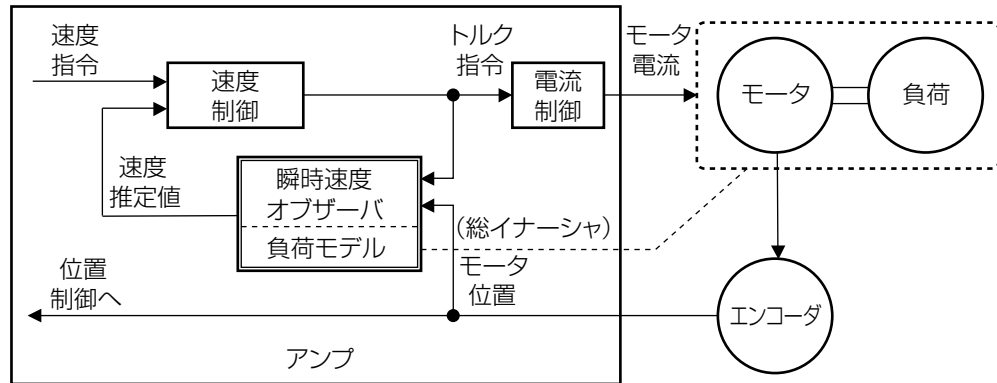 速度
指令
速度
制御
トルク
指令
電流
制御
モータ
電流
モータ
負荷
速度
推定値
瞬時速度
オブザーバ
負荷モデル
(総イナーシャ)
モータ
位置
位置
制御へ
エンコーダ
アンプ